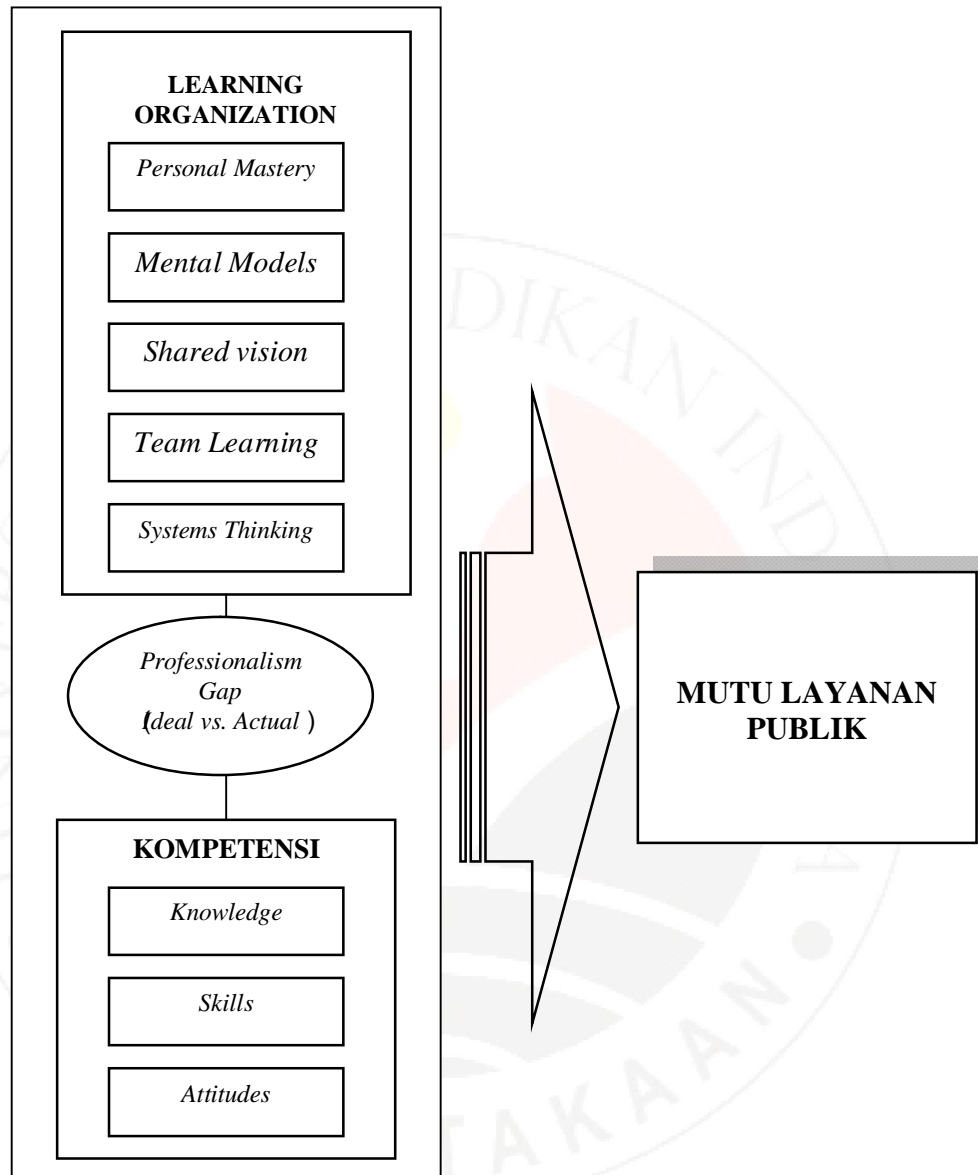 LEARNING
ORGANIZATION
Personal Mastery
Mental Models
Shared vision
Team Learning
Systems Thinking
Professionalism
Gap
(Ideal vs. Actual )
KOMPETENSI
Knowledge
Skills
Attitudes
MUTU LAYANAN
PUBLIK